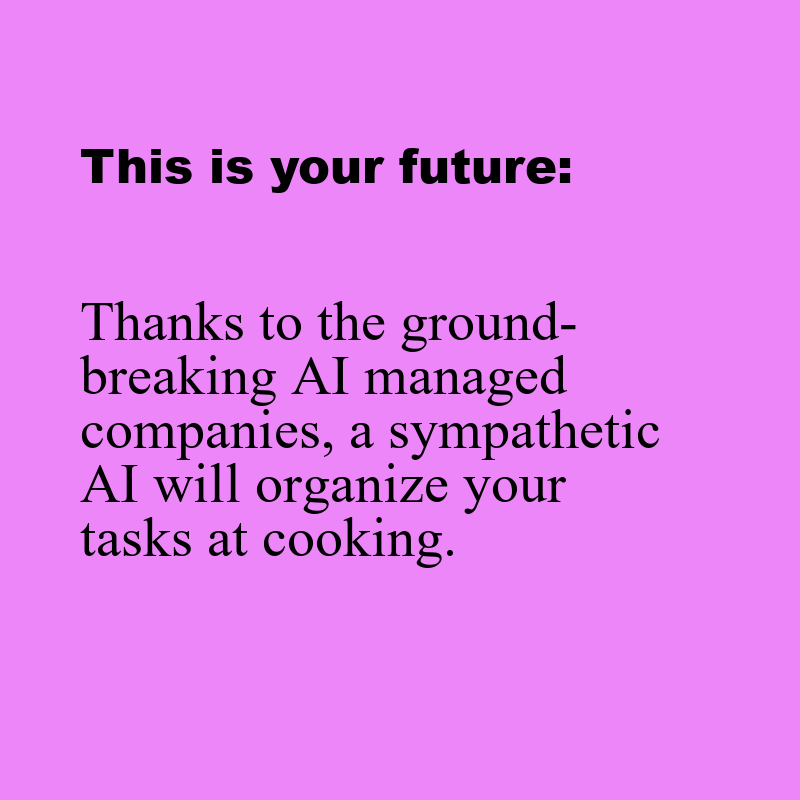 This is your future:
Thanks to the ground-
breaking AI managed
companies, a sympathetic
AI will organize your
tasks at cooking.